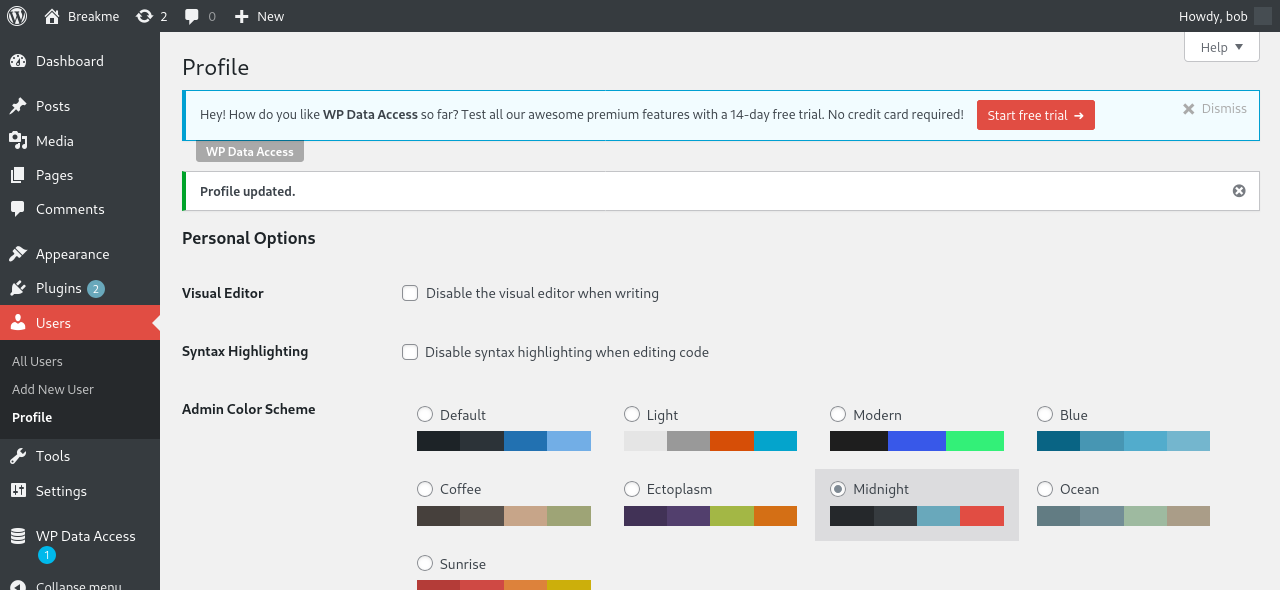 Breakme 2 0 New Howdy, bob
Help
Dashboard
Posts
Media
Pages
Comments
Appearance
Plugins 2
Users
All Users
Add New User
Profile
Tools
Settings
WP Data Access
1
Collapse menu
Profile
Hey! How do you like WP Data Access so far? Test all our awesome premium features with a 14-day free trial. No credit card required! Start free trial ➜ Dismiss
WP Data Access
Profile updated.
Personal Options
Visual Editor Disable the visual editor when writing
Syntax Highlighting Disable syntax highlighting when editing code
Admin Color Scheme Default Light Modern Blue
Coffee Ectoplasm Midnight Ocean
Sunrise